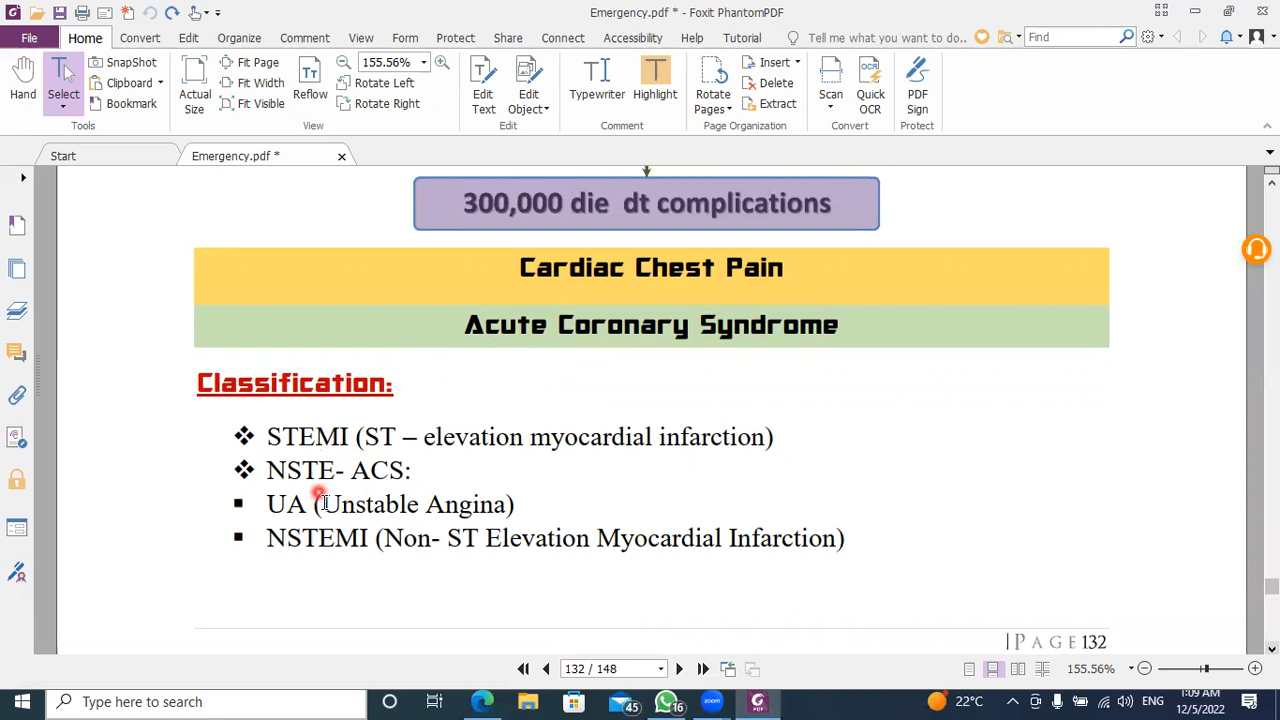 Emergency.pdf * - Foxit PhantomPDF
File Home Convert Edit Organize Comment View Form Protect Share Connect Accessibility Help Tutorial Tell me what you want to do.. Find
Hand
Select
SnapShot
Clipboard
Bookmark
Tools
Actual Size
Fit Page
Fit Width
Fit Visible
Reflow
155.56%
Rotate Left
Rotate Right
View
Edit Text
Edit Object
Edit
Typewriter
Highlight
Comment
Rotate Pages
Insert
Delete
Extract
Page Organization
Scan
Quick OCR
Convert
PDF Sign
Protect
Start
Emergency.pdf *
300,000 die dt complications
Cardiac Chest Pain
Acute Coronary Syndrome
Classification:
❖ STEMI (ST – elevation myocardial infarction)
❖ NSTE- ACS:
▪ UA (Unstable Angina)
▪ NSTEMI (Non- ST Elevation Myocardial Infarction)
| PAGE 132
132 / 148
155.56%
Type here to search
45
16
22°C
ENG
1:09 AM
12/5/2022